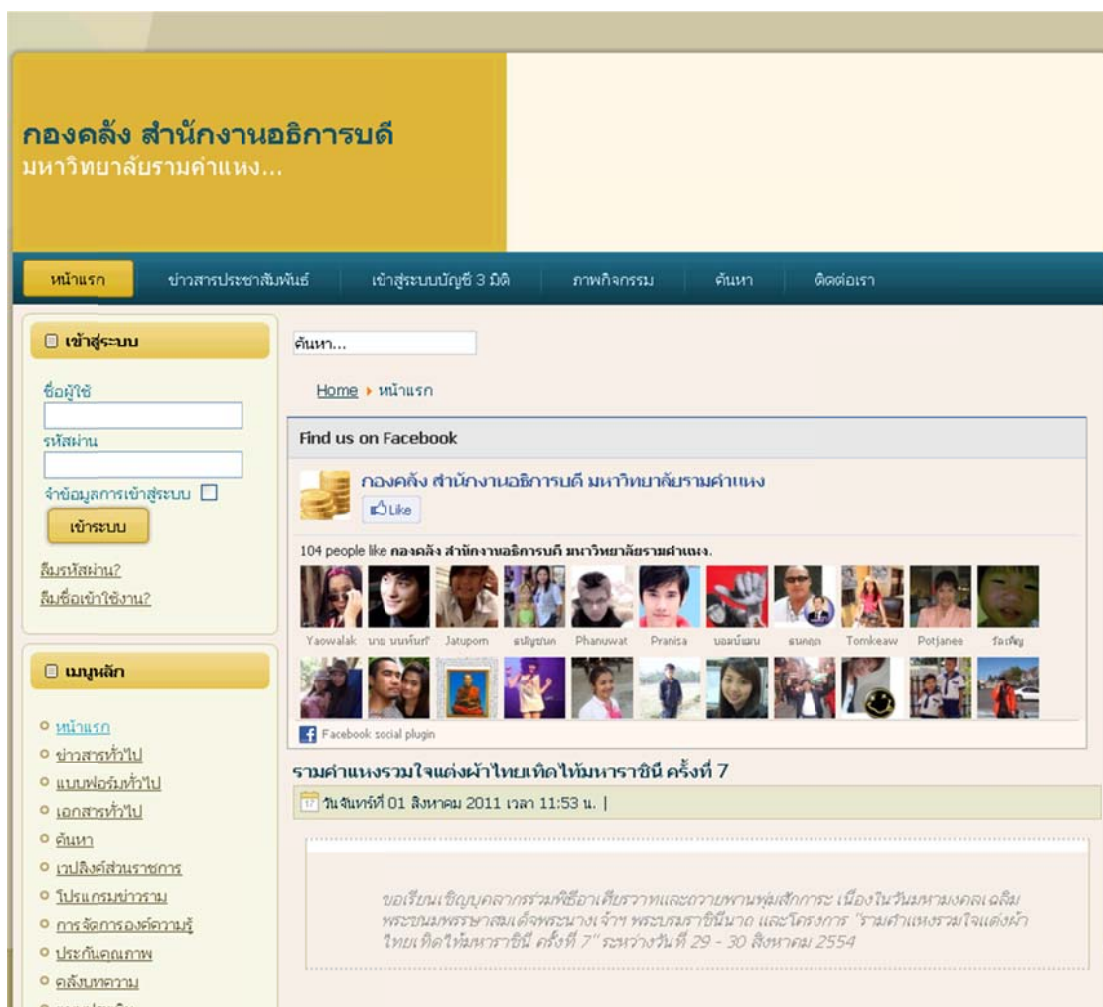 กองคลัง สำนักงานอธิการบดี
มหาวิทยาลัยรามคำแหง...
หน้าแรก ข่าวสารประชาสัมพันธ์ เข้าสู่ระบบบัญชี 3 มิติ ภาพกิจกรรม ค้นหา ติดต่อเรา
เข้าสู่ระบบ
ชื่อผู้ใช้
รหัสผ่าน
จำข้อมูลการเข้าสู่ระบบ
เข้าระบบ
ลืมรหัสผ่าน?
ลืมชื่อเข้าใช้งาน?
เมนูหลัก
หน้าแรก
ข่าวสารทั่วไป
แบบฟอร์มทั่วไป
เอกสารทั่วไป
ค้นหา
เวปลิงค์ส่วนราชการ
โปรแกรมข่าวราม
การจัดการองค์ความรู้
ประกันคุณภาพ
คลังบทความ
ค้นหา...
Home หน้าแรก
Find us on Facebook
กองคลัง สำนักงานอธิการบดี มหาวิทยาลัยรามคำแหง
Like
104 people like กองคลัง สำนักงานอธิการบดี มหาวิทยาลัยรามคำแหง.
Yaowalak นาย Jatuporn Phanuwat Pranisa Tomkeaw Potjanee
Facebook social plugin
รามคำแหงรวมใจแต่งผ้าไทยเทิดไท้มหาราชินี ครั้งที่ 7
วันจันทร์ที่ 01 สิงหาคม 2011 เวลา 11:53 น. |
ขอเรียนเชิญบุคลากรร่วมพิธีอาเศียรวาทและถวายพานพุ่มสักการะ เนื่องในวันมหามงคลเฉลิม
พระชนมพรรษาสมเด็จพระนางเจ้าฯ พระบรมราชินีนาถ และโครงการ "รามคำแหงรวมใจแต่งผ้า
ไทยเทิดไท้มหาราชินี ครั้งที่ 7" ระหว่างวันที่ 29 - 30 สิงหาคม 2554